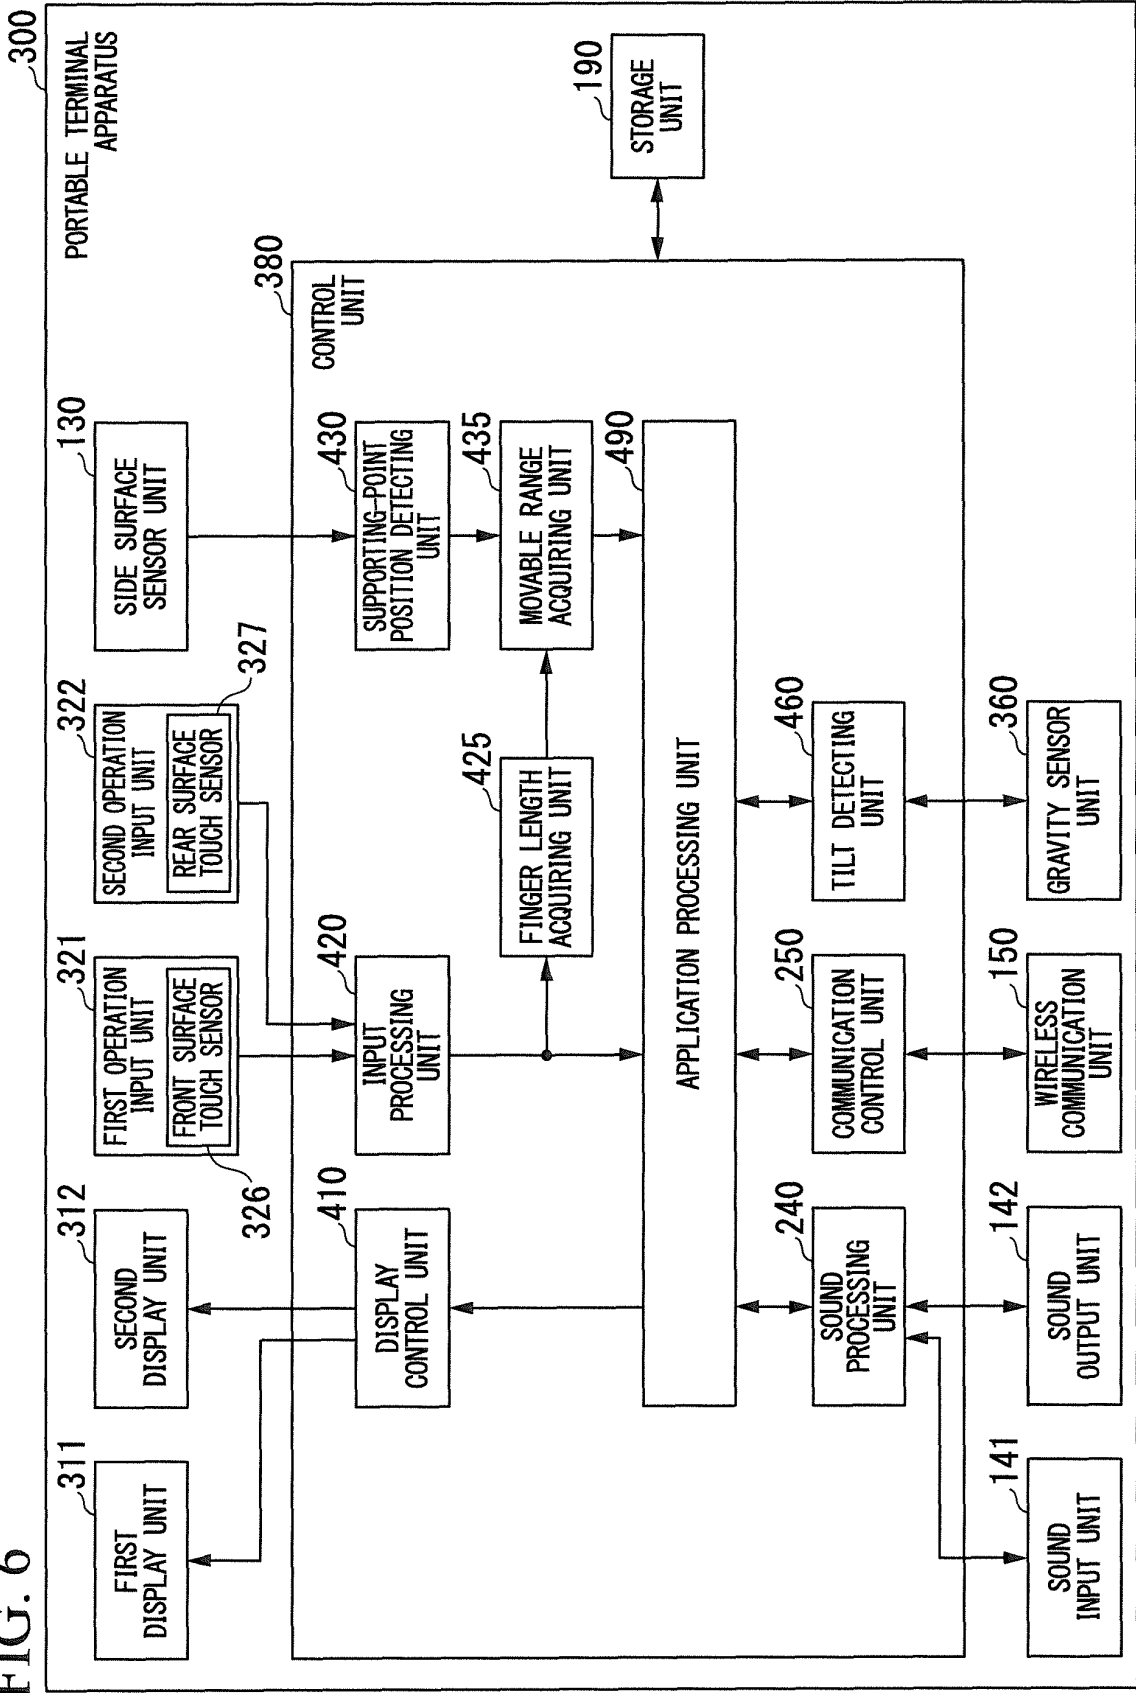 FIG. 6
300
PORTABLE TERMINAL
APPARATUS
311
FIRST
DISPLAY UNIT
312
SECOND
DISPLAY UNIT
321
FIRST OPERATION
INPUT UNIT
FRONT SURFACE
TOUCH SENSOR
326
322
SECOND OPERATION
INPUT UNIT
REAR SURFACE
TOUCH SENSOR
327
130
SIDE SURFACE
SENSOR UNIT
380
CONTROL
UNIT
190
STORAGE
UNIT
410
DISPLAY
CONTROL UNIT
420
INPUT
PROCESSING
UNIT
430
SUPPORTING-POINT
POSITION DETECTING
UNIT
425
FINGER LENGTH
ACQUIRING UNIT
435
MOVABLE RANGE
ACQUIRING UNIT
490
APPLICATION PROCESSING UNIT
240
SOUND
PROCESSING
UNIT
250
COMMUNICATION
CONTROL UNIT
460
TILT DETECTING
UNIT
141
SOUND
INPUT UNIT
142
SOUND
OUTPUT UNIT
150
WIRELESS
COMMUNICATION
UNIT
360
GRAVITY SENSOR
UNIT